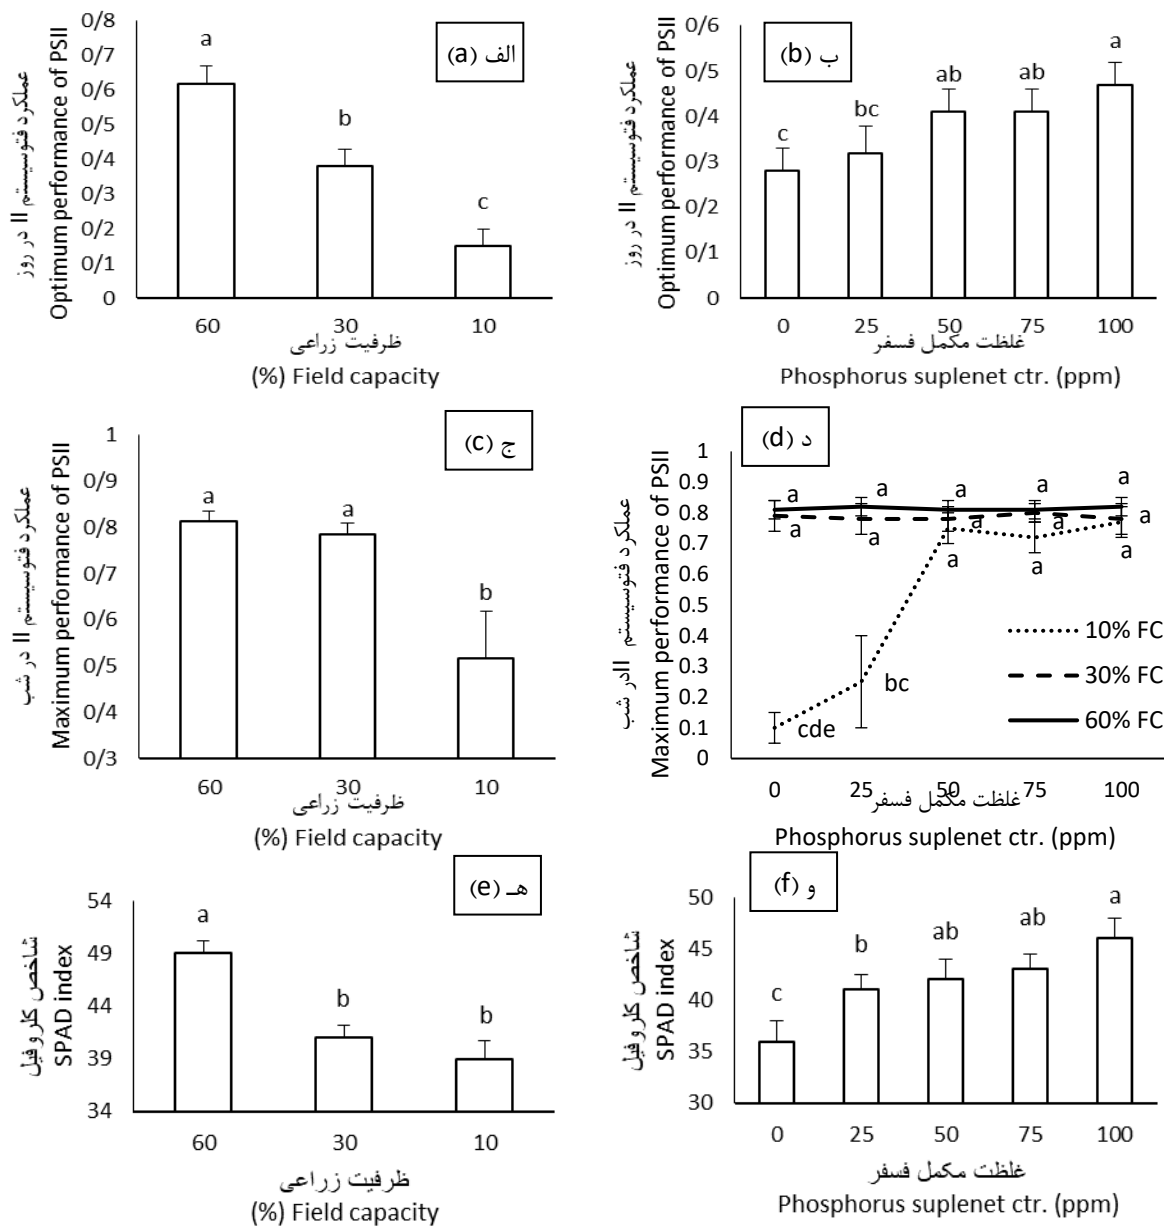 الف (a)
عملکرد فتوسیستم II در روز
Optimum performance of PSII
0/8
0/7
0/6
0/5
0/4
0/3
0/2
0/1
0
a
b
c
60 30 10
ظرفیت زراعی
(%) Field capacity
ب (b)
عملکرد فتوسیستم II در روز
Optimum performance of PSII
0/6
0/5
0/4
0/3
0/2
0/1
0
c
bc
ab
ab
a
0 25 50 75 100
غلظت مکمل فسفر
Phosphorus suplenet ctr. (ppm)
ج (c)
عملکرد فتوسیستم II در شب
Maximum performance of PSII
1
0/9
0/8
0/7
0/6
0/5
0/4
0/3
a
a
b
60 30 10
ظرفیت زراعی
(%) Field capacity
د (d)
عملکرد فتوسیستم IIدر شب
Maximum performance of PSII
1
0.9
0.8
0.7
0.6
0.5
0.4
0.3
0.2
0.1
0
a a a a a
a a a a a
cde bc a a a
10% FC
30% FC
60% FC
0 25 50 75 100
غلظت مکمل فسفر
Phosphorus suplenet ctr. (ppm)
هـ (e)
شاخص کلروفیل
SPAD index
54
49
44
39
34
a
b
b
60 30 10
ظرفیت زراعی
(%) Field capacity
و (f)
شاخص کلروفیل
SPAD index
50
45
40
35
30
c
b
ab
ab
a
0 25 50 75 100
غلظت مکمل فسفر
Phosphorus suplenet ctr. (ppm)